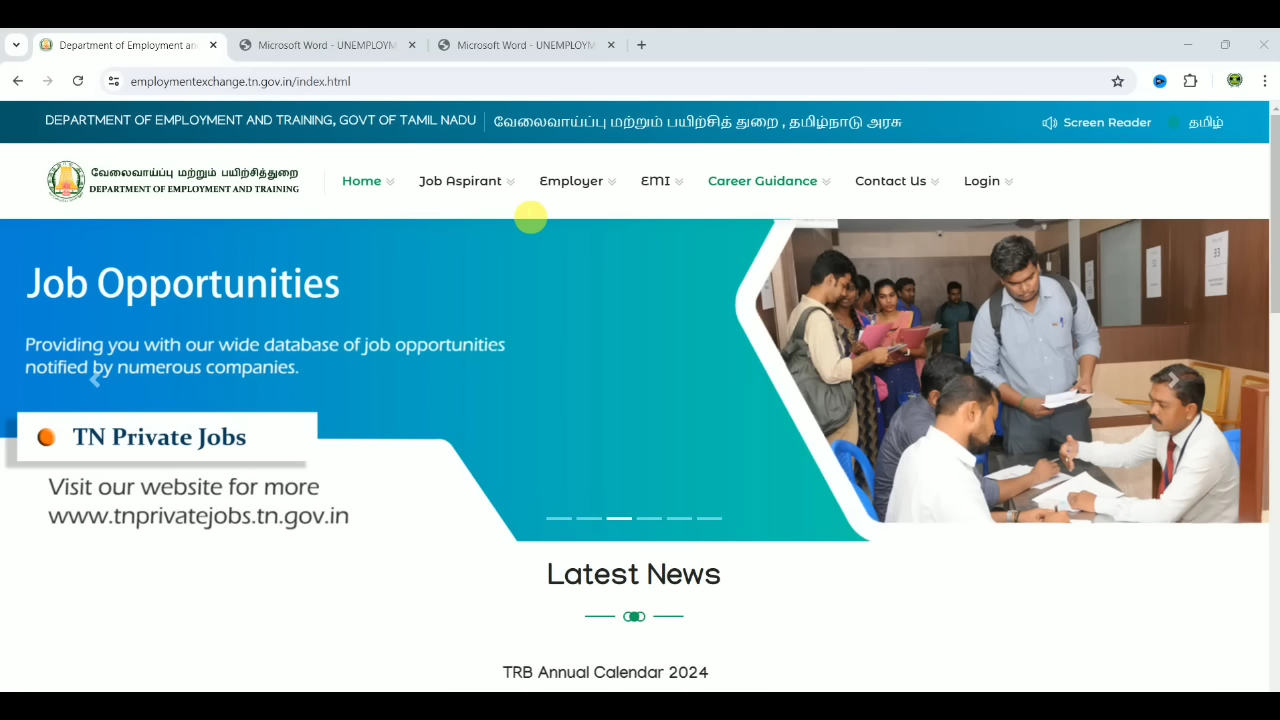 Department of Employment an
Microsoft Word - UNEMPLOYM
Microsoft Word - UNEMPLOYM
employmentexchange.tn.gov.in/index.html
DEPARTMENT OF EMPLOYMENT AND TRAINING, GOVT OF TAMIL NADU
வேலைவாய்ப்பு மற்றும் பயிற்சித் துறை , தமிழ்நாடு அரசு
Screen Reader
தமிழ்
வேலைவாய்ப்பு மற்றும் பயிற்சித்துறை
DEPARTMENT OF EMPLOYMENT AND TRAINING
Home
Job Aspirant
Employer
EMI
Career Guidance
Contact Us
Login
Job Opportunities
Providing you with our wide database of job opportunities
notified by numerous companies.
TN Private Jobs
Visit our website for more
www.tnprivatejobs.tn.gov.in
33
Latest News
TRB Annual Calendar 2024